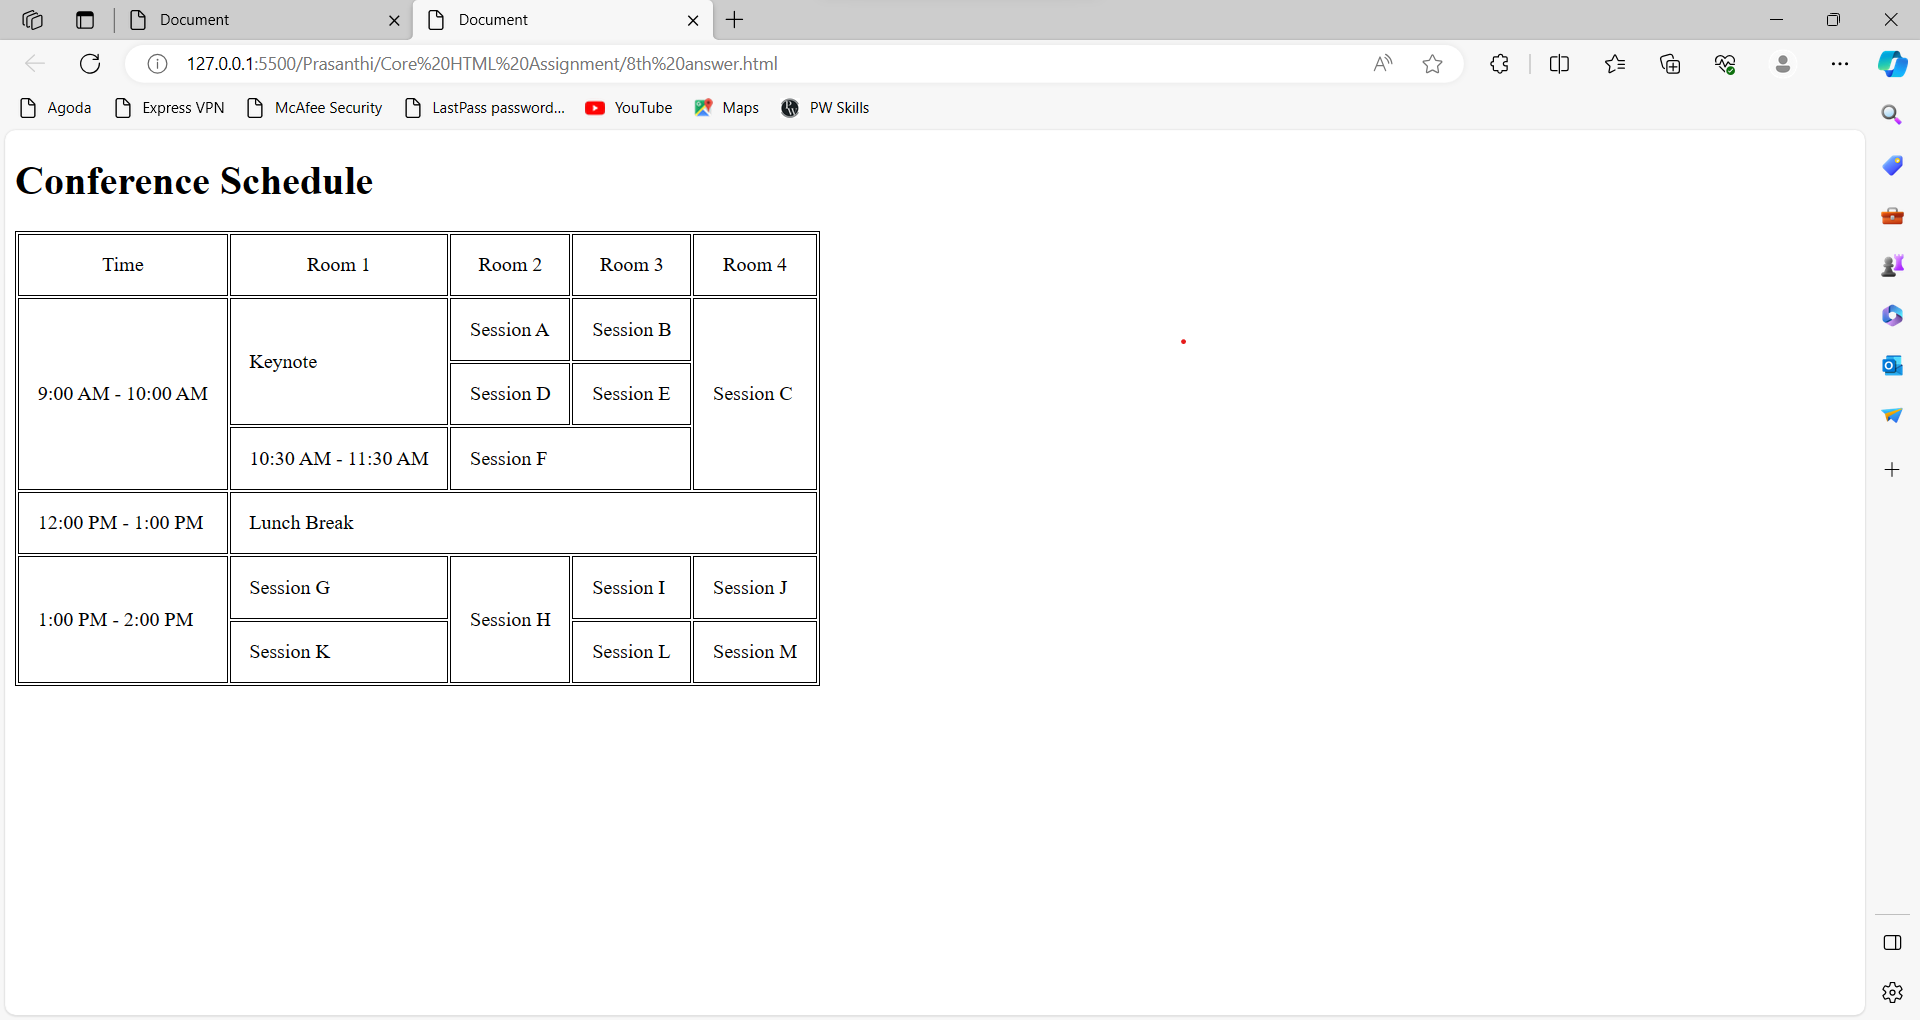 Document
Document
127.0.0.1:5500/Prasanthi/Core%20HTML%20Assignment/8th%20answer.html
Agoda Express VPN McAfee Security LastPass password... YouTube Maps PW Skills
Conference Schedule
Time Room 1 Room 2 Room 3 Room 4
9:00 AM - 10:00 AM Keynote Session A Session B Session C
Session D Session E
10:30 AM - 11:30 AM Session F
12:00 PM - 1:00 PM Lunch Break
1:00 PM - 2:00 PM Session G Session H Session I Session J
Session K Session L Session M